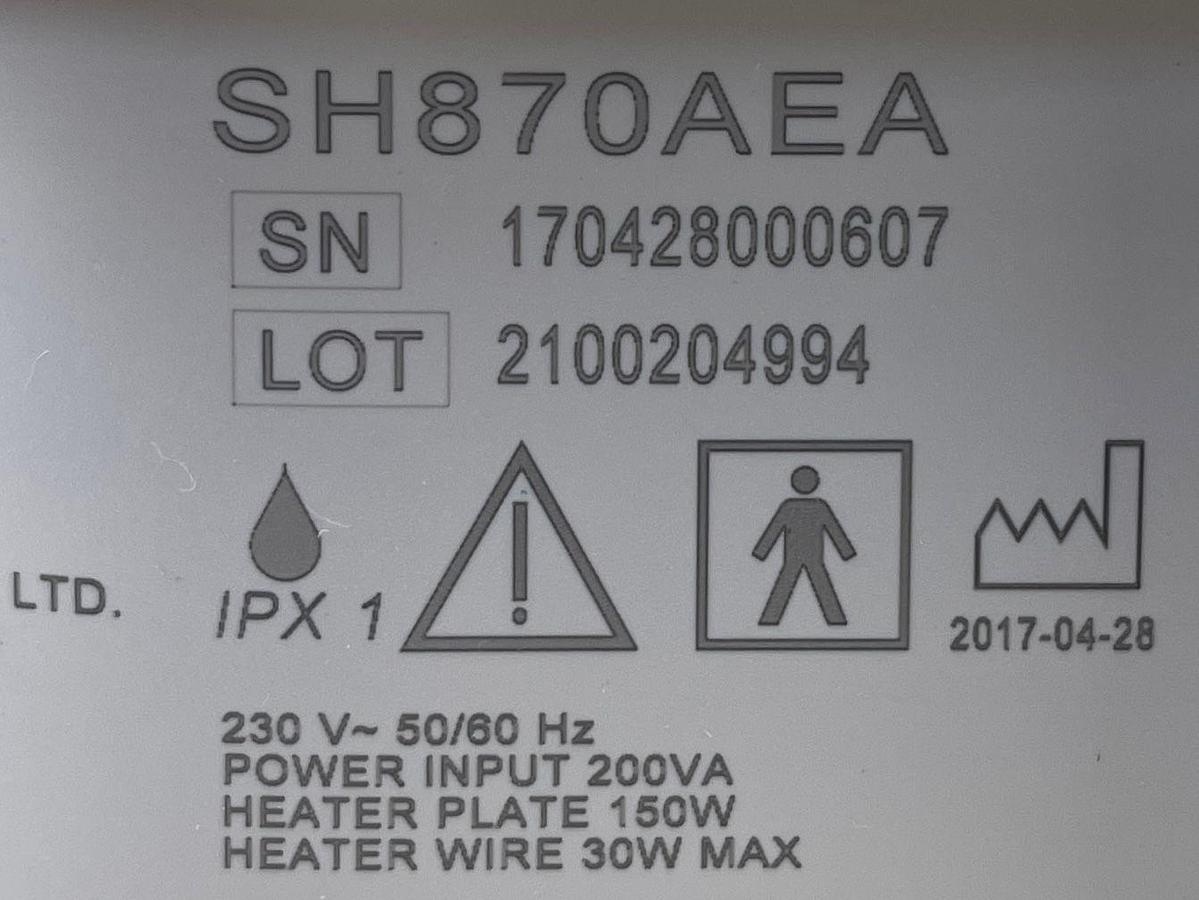 SH870AEA
SN 170428000607
LOT 2100204994
LTD.
IPX 1
2017-04-28
230 V~ 50/60 Hz
POWER INPUT 200VA
HEATER PLATE 150W
HEATER WIRE 30W MAX